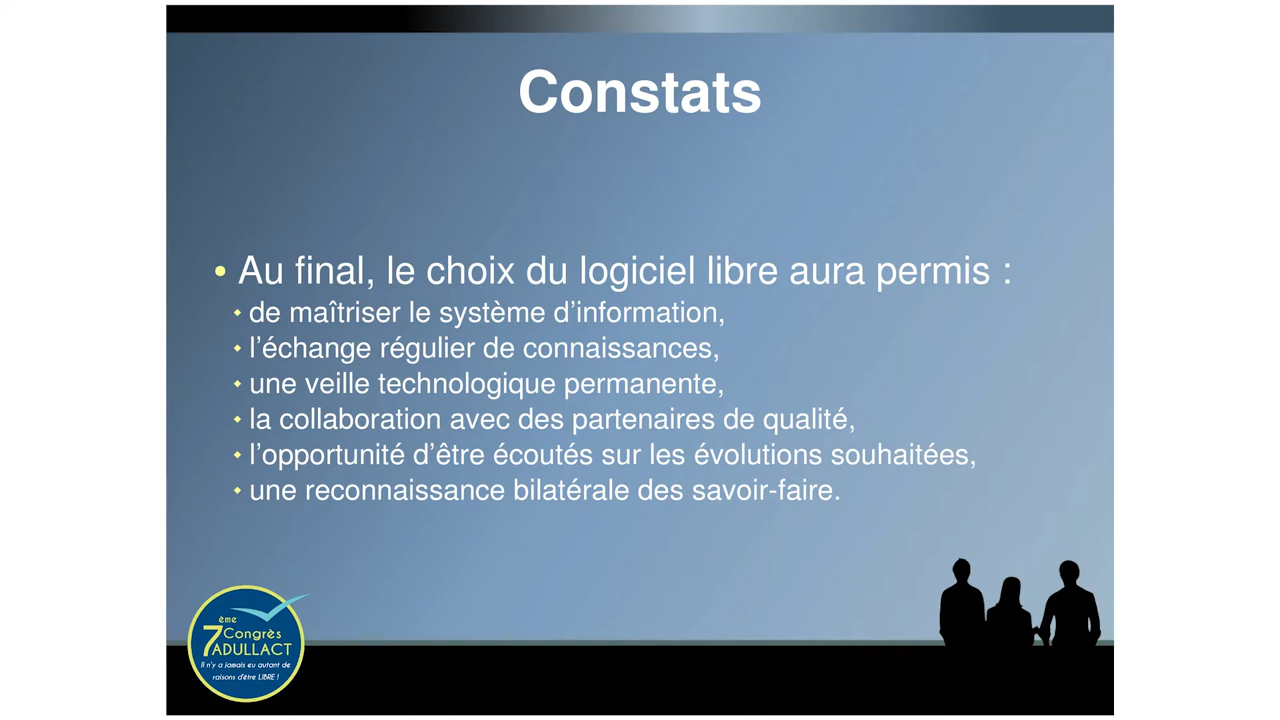 Constats
• Au final, le choix du logiciel libre aura permis :
de maîtriser le système d’information,
l’échange régulier de connaissances,
une veille technologique permanente,
la collaboration avec des partenaires de qualité,
l’opportunité d’être écoutés sur les évolutions souhaitées,
une reconnaissance bilatérale des savoir-faire.
7ème Congrès
ADULLACT
Il n'y a jamais eu autant de
raisons d'être LIBRE !